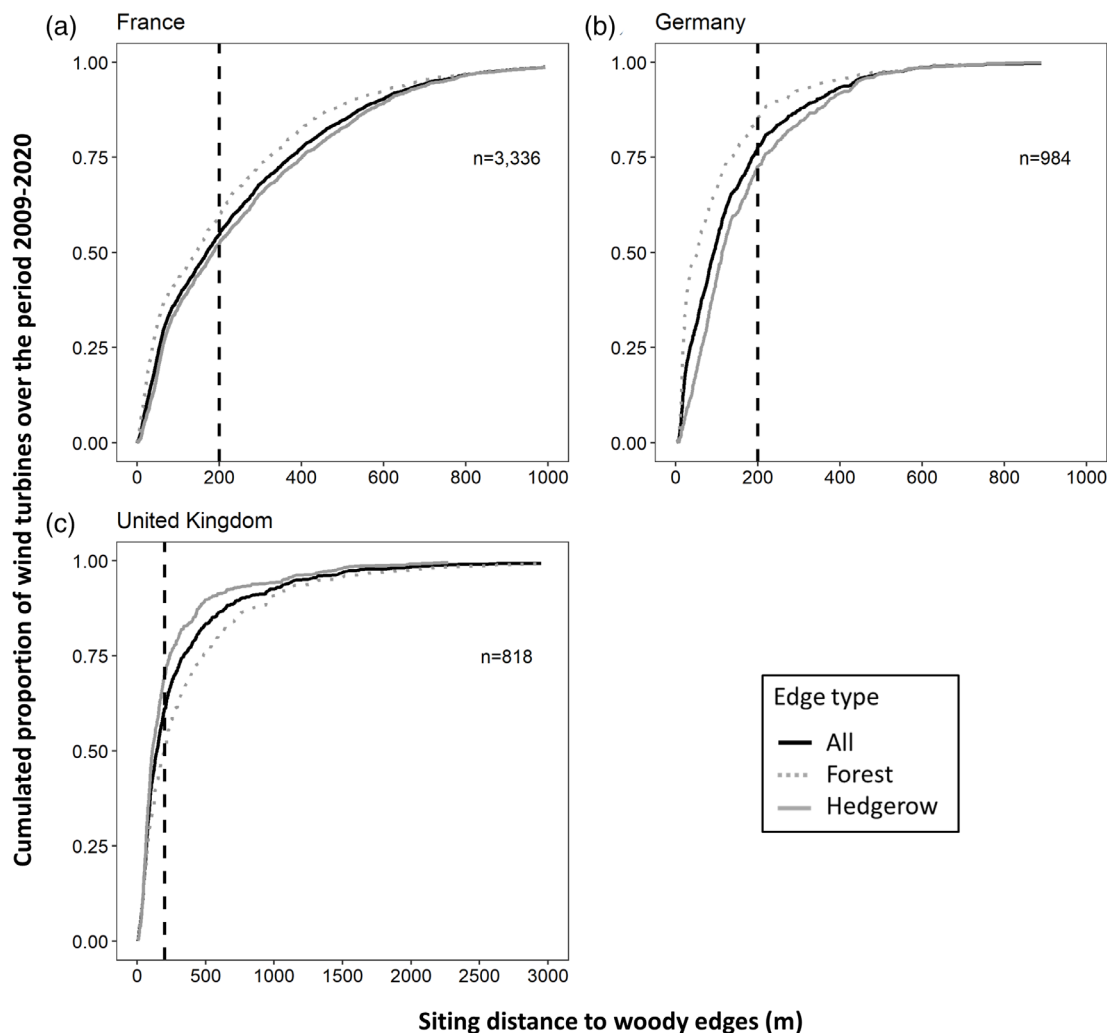 (a)
France
1.00
0.75
0.50
0.25
0.00
n=3,336
0 200 400 600 800 1000
(b)
Germany
1.00
0.75
0.50
0.25
0.00
n=984
0 200 400 600 800 1000
(c)
United Kingdom
1.00
0.75
0.50
0.25
0.00
n=818
0 500 1000 1500 2000 2500 3000
Edge type
All
Forest
Hedgerow
Cumulated proportion of wind turbines over the period 2009-2020
Siting distance to woody edges (m)